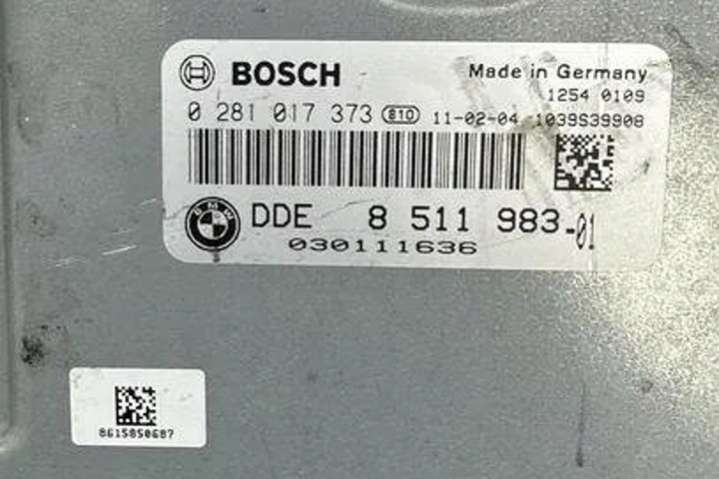 BOSCH Made in Germany
1254 0109
0 281 017 373 810 11-02-04 1039S39908
BMW DDE 8 511 983-01
030111636
8615850687